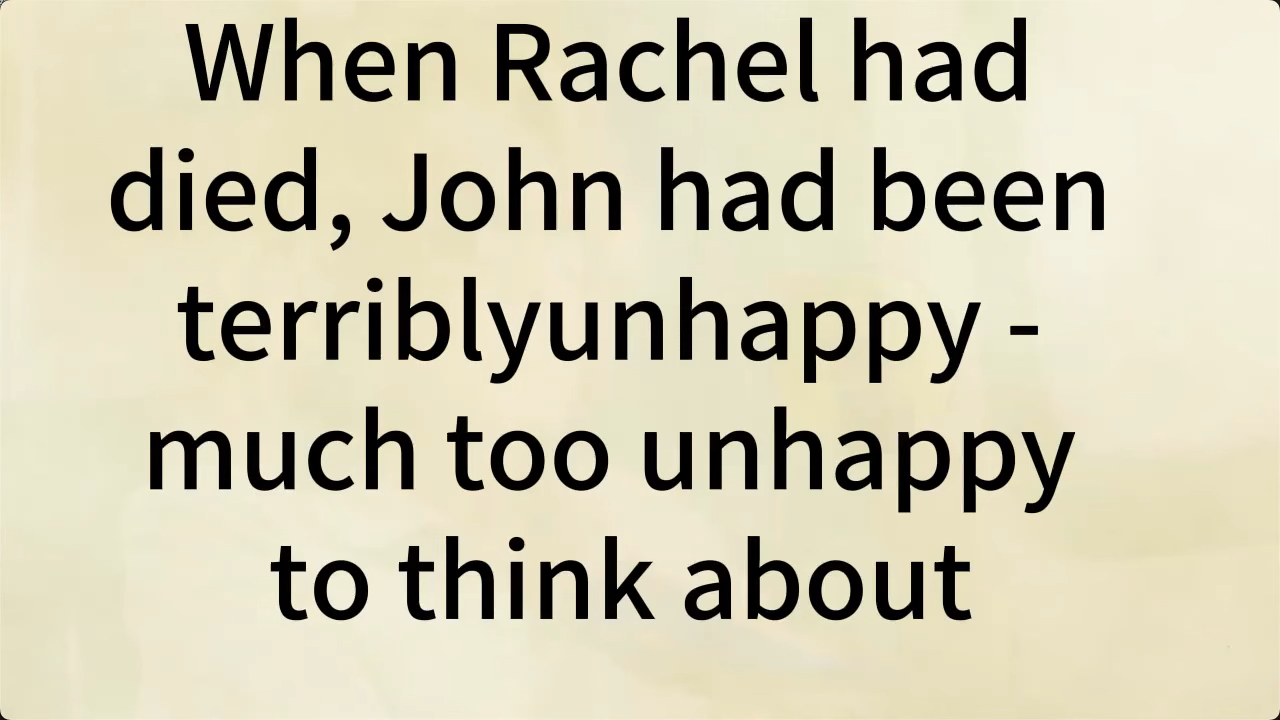 When Rachel had
died, John had been
terriblyunhappy -
much too unhappy
to think about